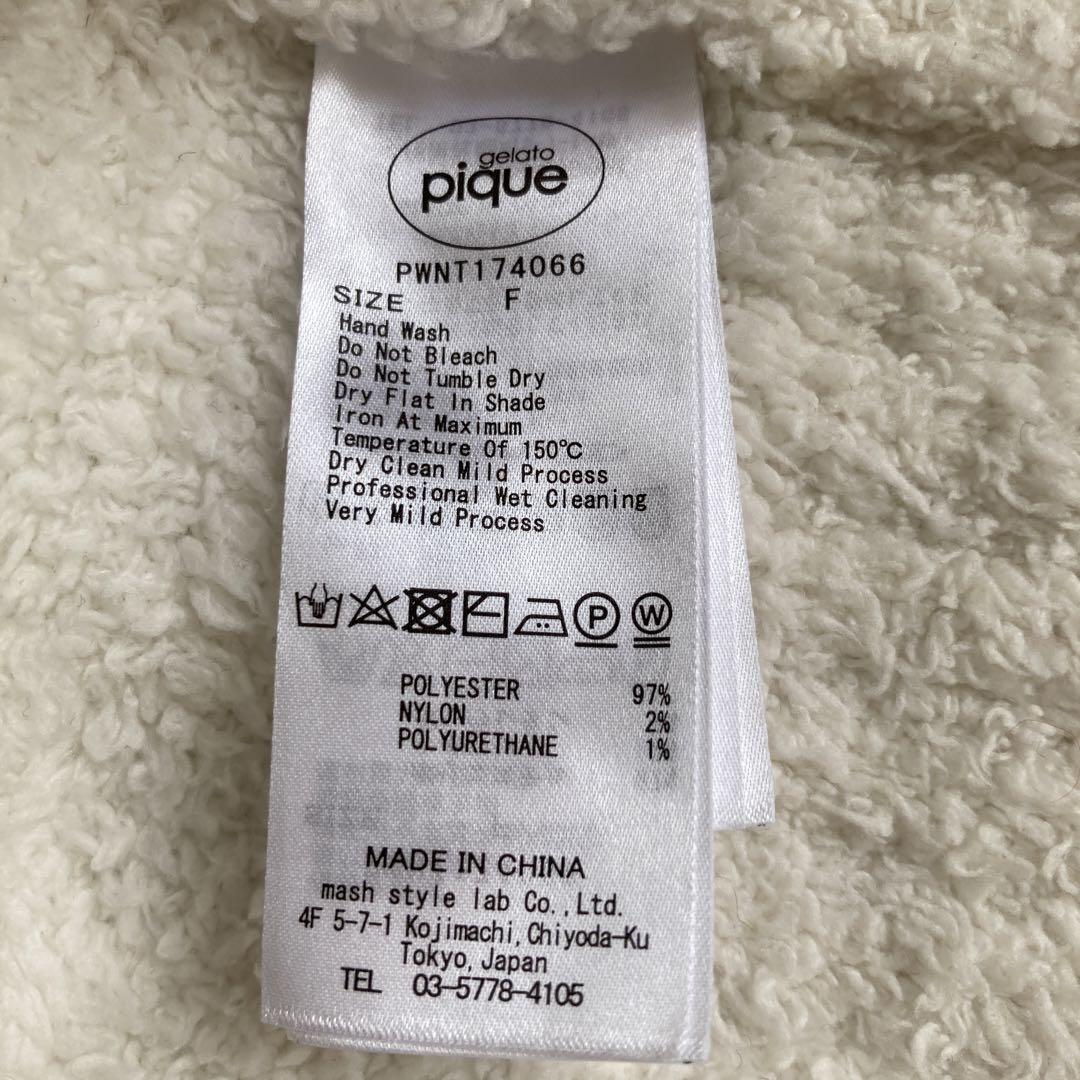 gelato
pique
PWNT174066
SIZE F
Hand Wash
Do Not Bleach
Do Not Tumble Dry
Dry Flat In Shade
Iron At Maximum
Temperature Of 150℃
Dry Clean Mild Process
Professional Wet Cleaning
Very Mild Process
P W
POLYESTER 97%
NYLON 2%
POLYURETHANE 1%
MADE IN CHINA
mash style lab Co.,Ltd.
4F 5-7-1 Kojimachi,Chiyoda-Ku
Tokyo,Japan
TEL 03-5778-4105